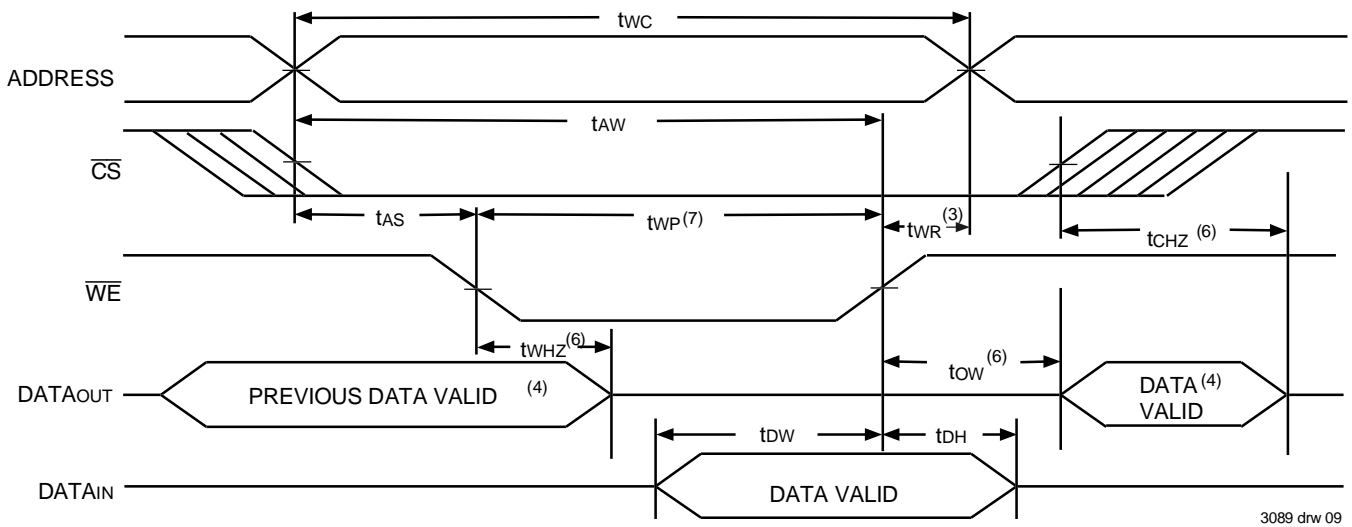 tWC
ADDRESS
tAW
CS
tAS
tWP (7)
tWR (3)
tCHZ (6)
WE
tWHZ (6)
tOW (6)
DATAOUT
PREVIOUS DATA VALID (4)
DATA (4)
VALID
tDW
tDH
DATAIN
DATA VALID
3089 drw 09